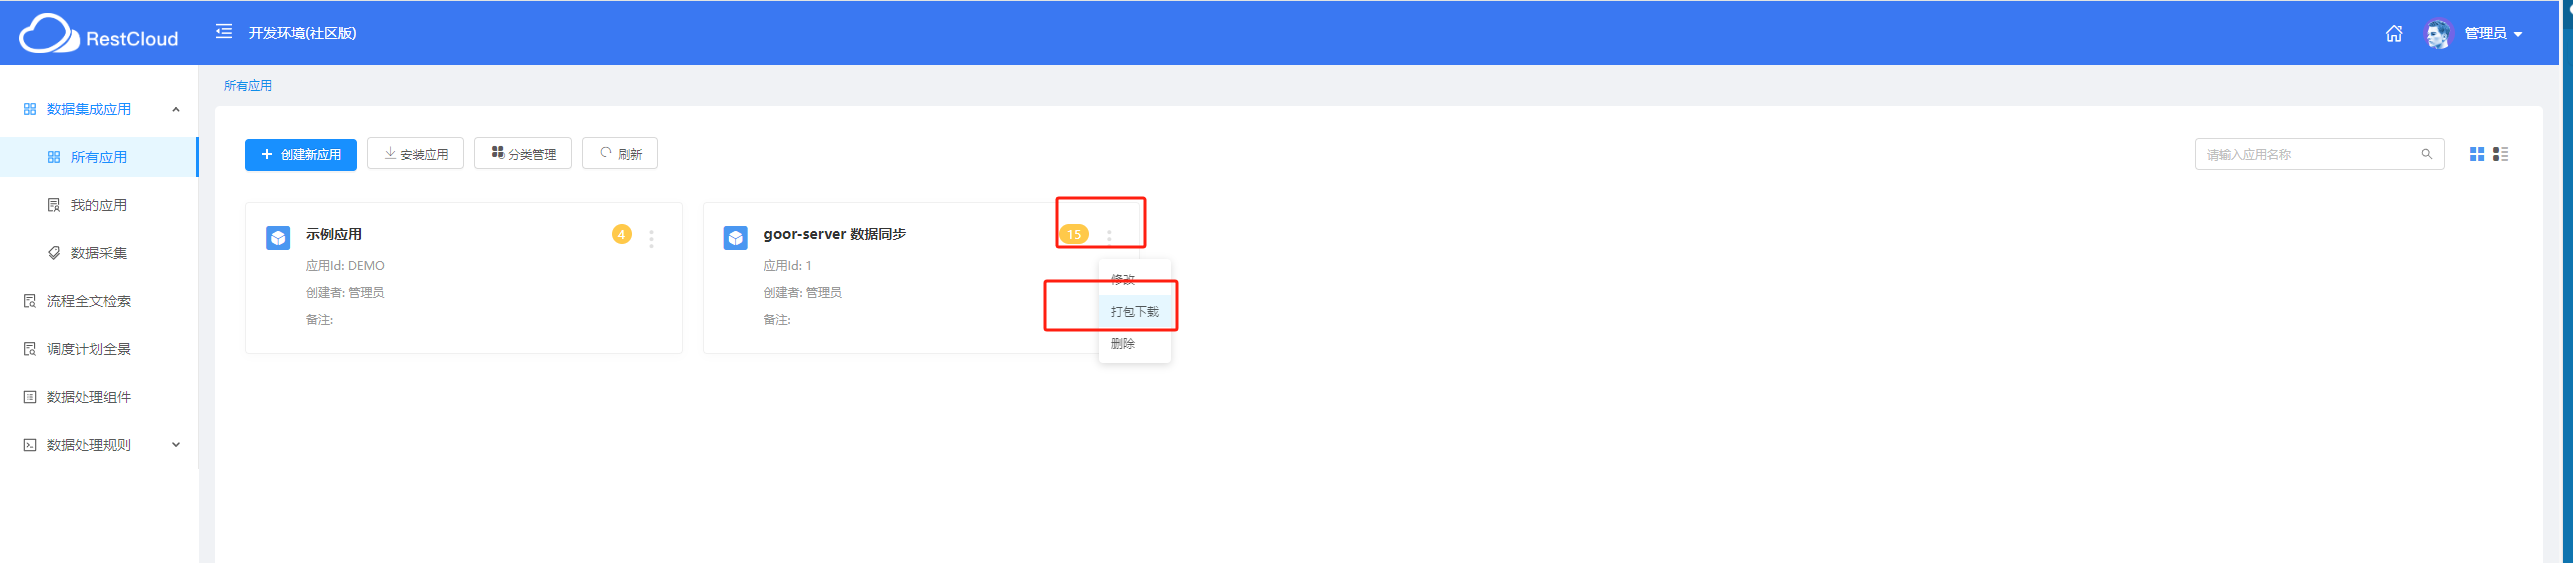 RestCloud
开发环境(社区版)
管理员
数据集成应用
所有应用
我的应用
数据采集
流程全文检索
调度计划全景
数据处理组件
数据处理规则
所有应用
创建新应用
安装应用
分类管理
刷新
请输入应用名称
示例应用
4
应用Id: DEMO
创建者: 管理员
备注:
goor-server 数据同步
15
应用Id: 1
创建者: 管理员
备注:
修改
打包下载
删除